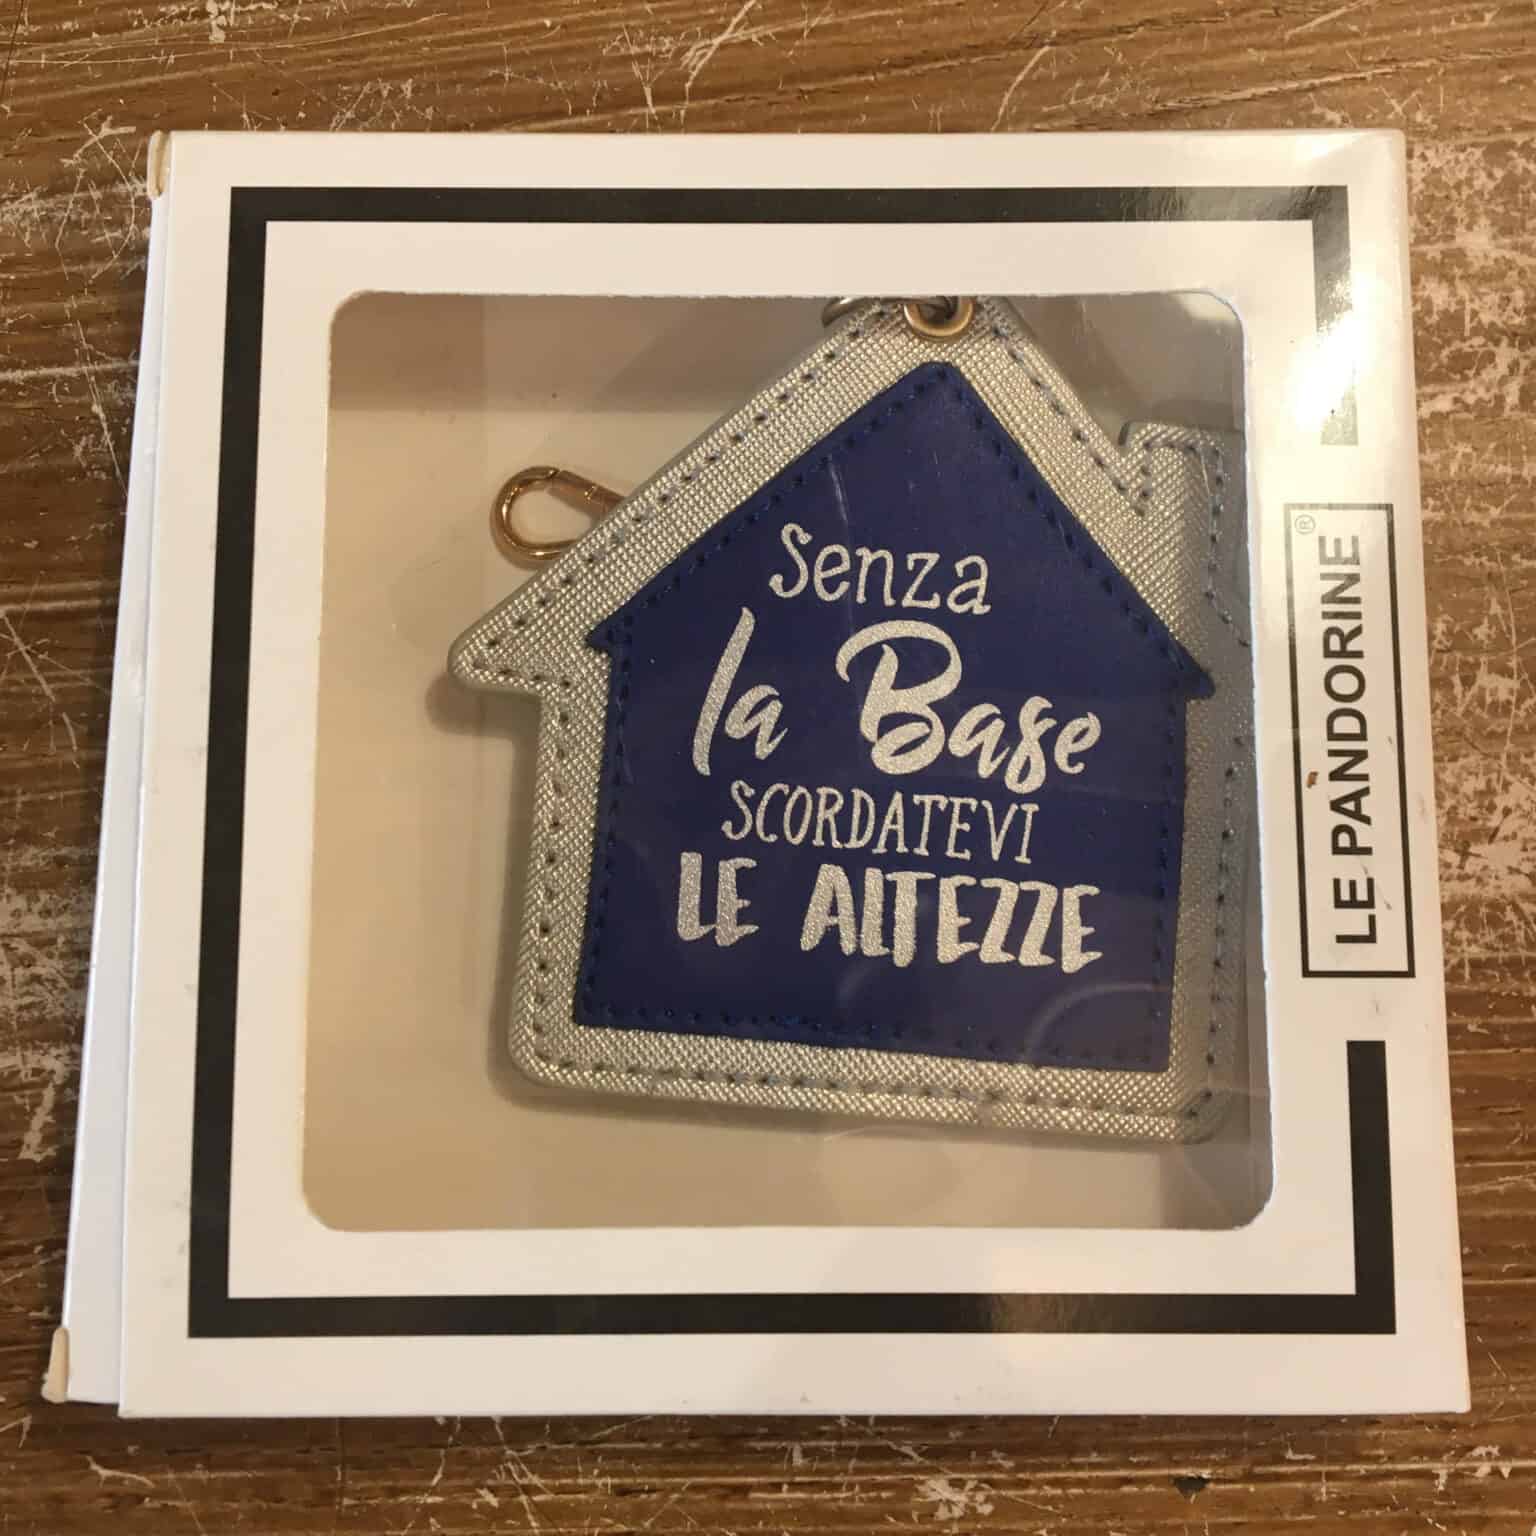 Senza
la Base
SCORDATEVI
LE ALTEZZE
LE PANDORINE®